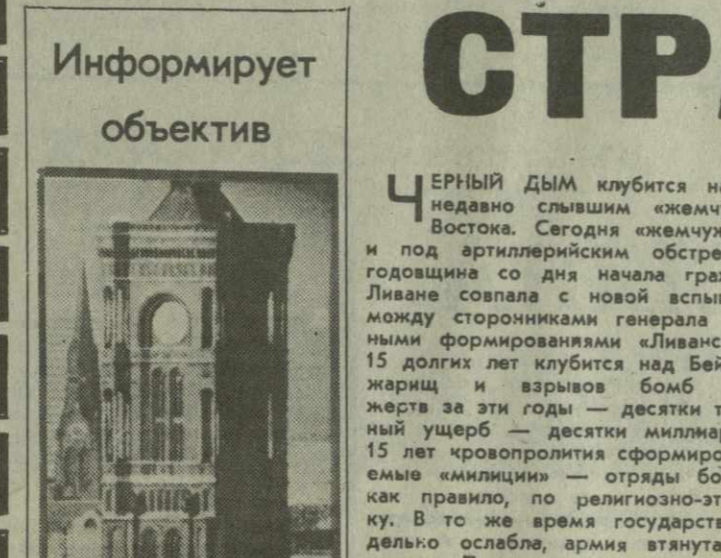 Информирует
объектив
СТР
ЧЕРНЫЙ ДЫМ клубится на
недавно слывшим «жемч
Востока. Сегодня «жемчуж
и под артиллерийским обстре
годовщина со дня начала граж
Ливане совпала с новой вспы
между сторонниками генерала
ными формированиями «Ливанс
15 долгих лет клубится над Бей
жарищ и взрывов бомб
жертв за эти годы — десятки т
ный ущерб — десятки миллиар
15 лет кровопролития сформиро
емые «милиции» — отряды бо
как правило, по религиозно-эт
ку. В то же время государств
делько ослабла, армия втянута